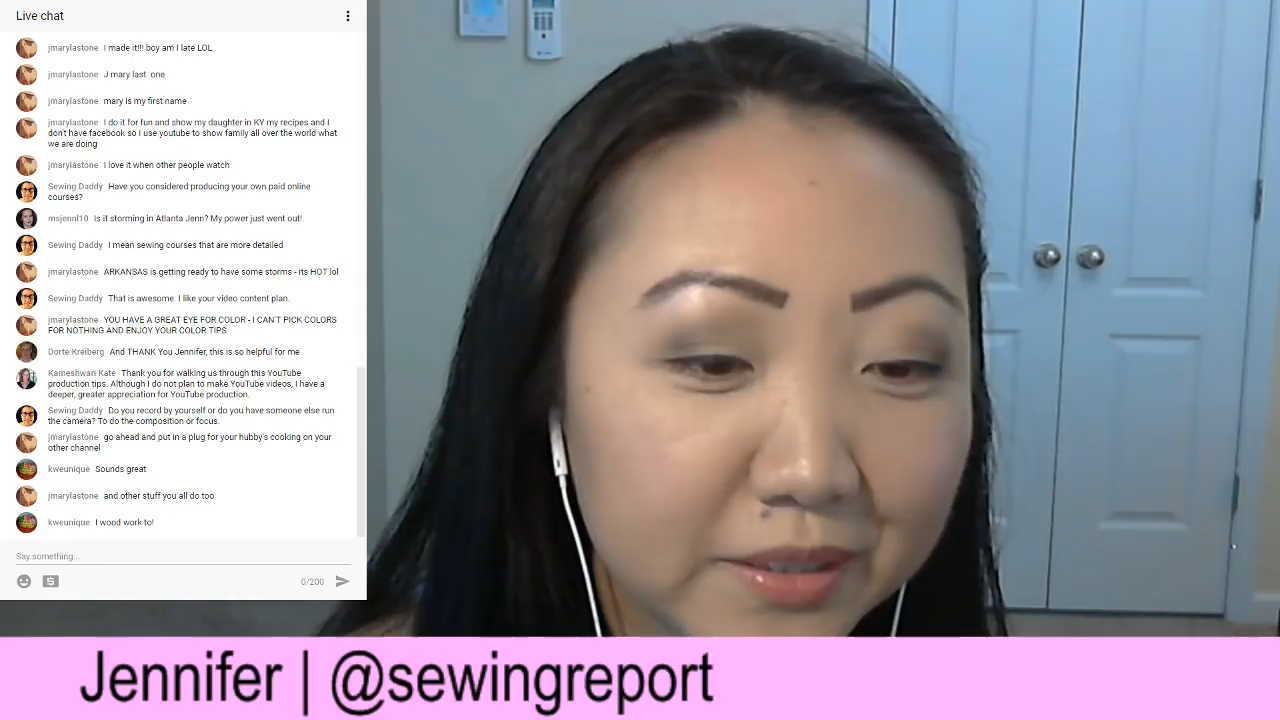 Live chat
jmarylastone I made it!!! boy am I late LOL
jmarylastone J mary last one
jmarylastone mary is my first name
jmarylastone I do it for fun and show my daughter in KY my recipes and I
don't have facebook so I use youtube to show family all over the world what
we are doing
jmarylastone I love it when other people watch
Sewing Daddy Have you considered producing your own paid online
courses?
msjennl10 Is it storming in Atlanta Jenn? My power just went out!
Sewing Daddy I mean sewing courses that are more detailed
jmarylastone ARKANSAS is getting ready to have some storms - its HOT lol
Sewing Daddy That is awesome. I like your video content plan.
jmarylastone YOU HAVE A GREAT EYE FOR COLOR - I CAN'T PICK COLORS
FOR NOTHING AND ENJOY YOUR COLOR TIPS
Dorte Kreiberg And THANK You Jennifer, this is so helpful for me
Kameshwari Kate Thank you for walking us through this YouTube
production tips. Although I do not plan to make YouTube videos, I have a
deeper, greater appreciation for YouTube production.
Sewing Daddy Do you record by yourself or do you have someone else run
the camera? To do the composition or focus.
jmarylastone go ahead and put in a plug for your hubby's cooking on your
other channel
kweunique Sounds great
jmarylastone and other stuff you all do too
kweunique I wood work to!
Say something...
0/200
Jennifer | @sewingreport